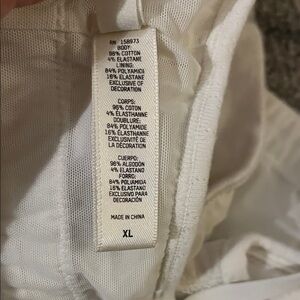 RN 158973
BODY:
96% COTTON
4% ELASTANE
LINING:
84% POLYAMIDE
16% ELASTANE
EXCLUSIVE OF
DECORATION
CORPS:
96% COTON
4% ÉLASTHANNE
DOUBLURE:
84% POLYAMIDE
16% ÉLASTHANNE
EXCLUSIVITÉ DE
LA DÉCORATION
CUERPO:
96% ALGODÓN
4% ELASTANO
FORRO:
84% POLIAMIDA
16% ELASTANO
EXCLUSIVO PARA
DECORACIÓN
MADE IN CHINA
XL